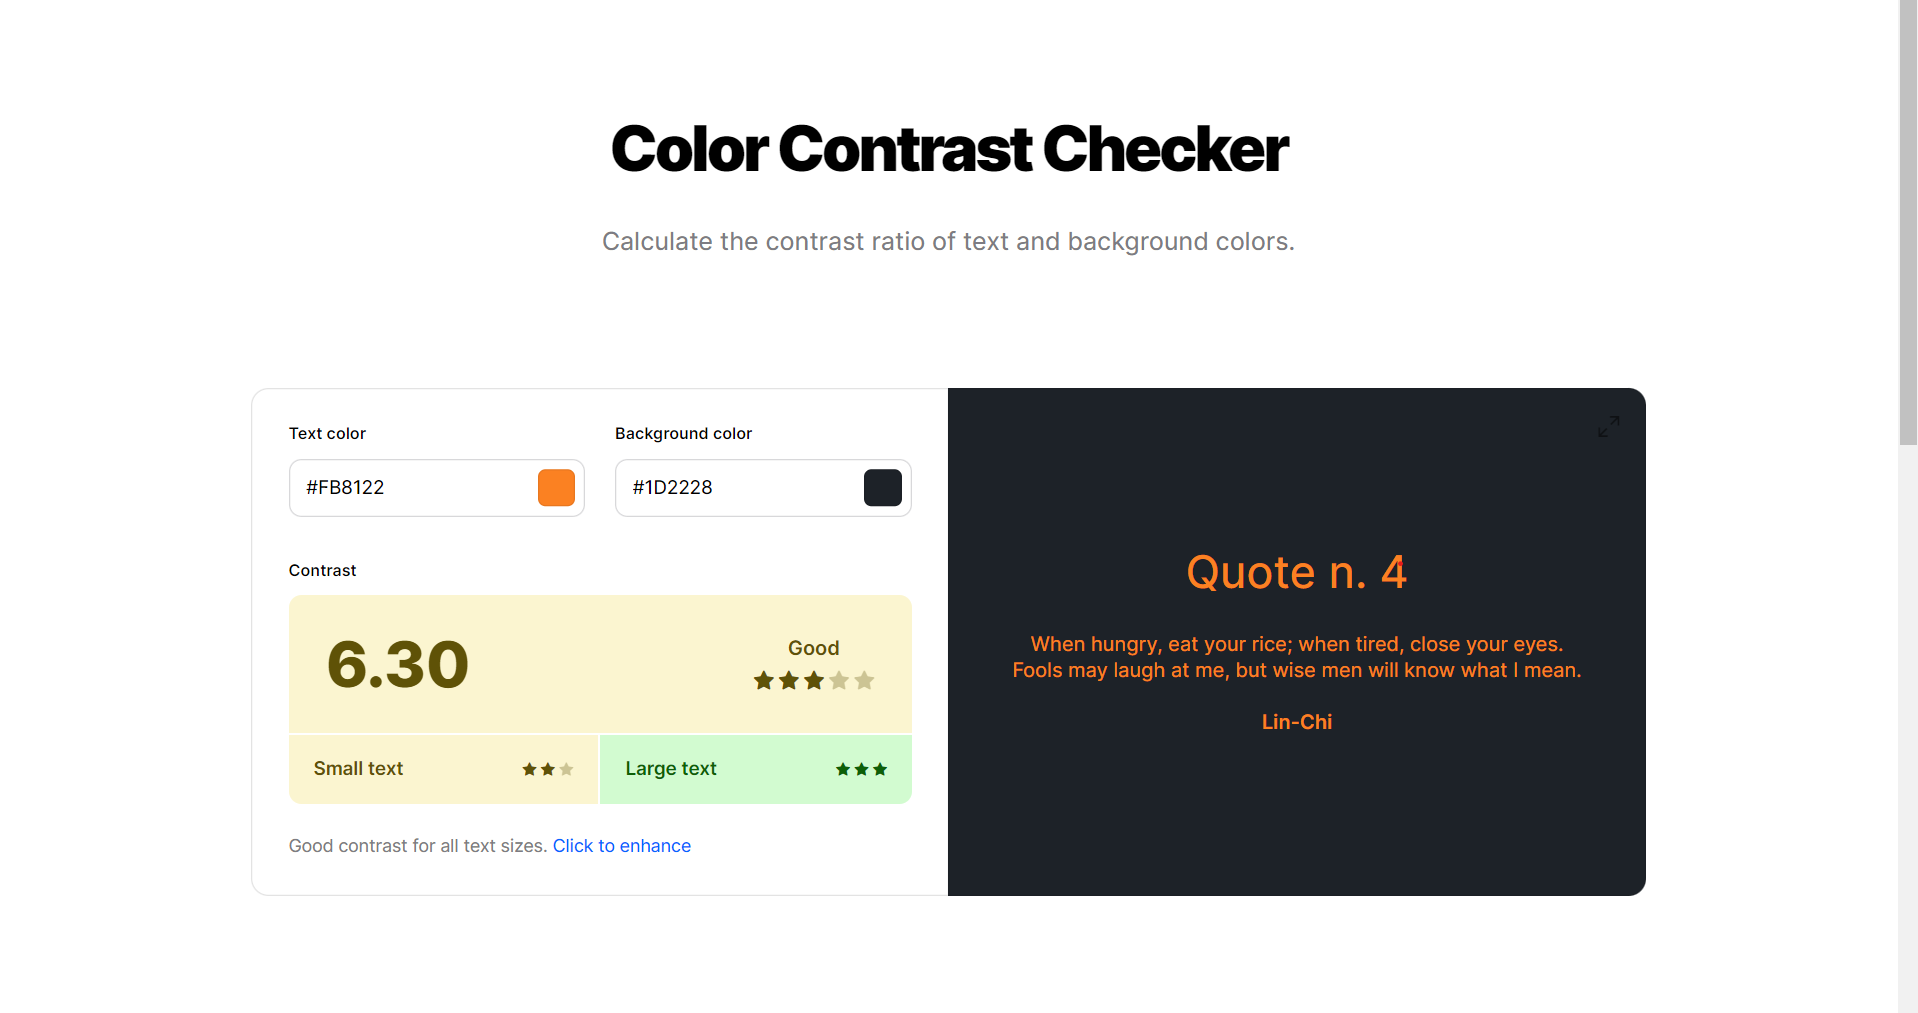 Color Contrast Checker
Calculate the contrast ratio of text and background colors.
Text color
#FB8122
Background color
#1D2228
Contrast
6.30
Good
Small text
Large text
Good contrast for all text sizes. Click to enhance
Quote n. 4
When hungry, eat your rice; when tired, close your eyes.
Fools may laugh at me, but wise men will know what I mean.
Lin-Chi